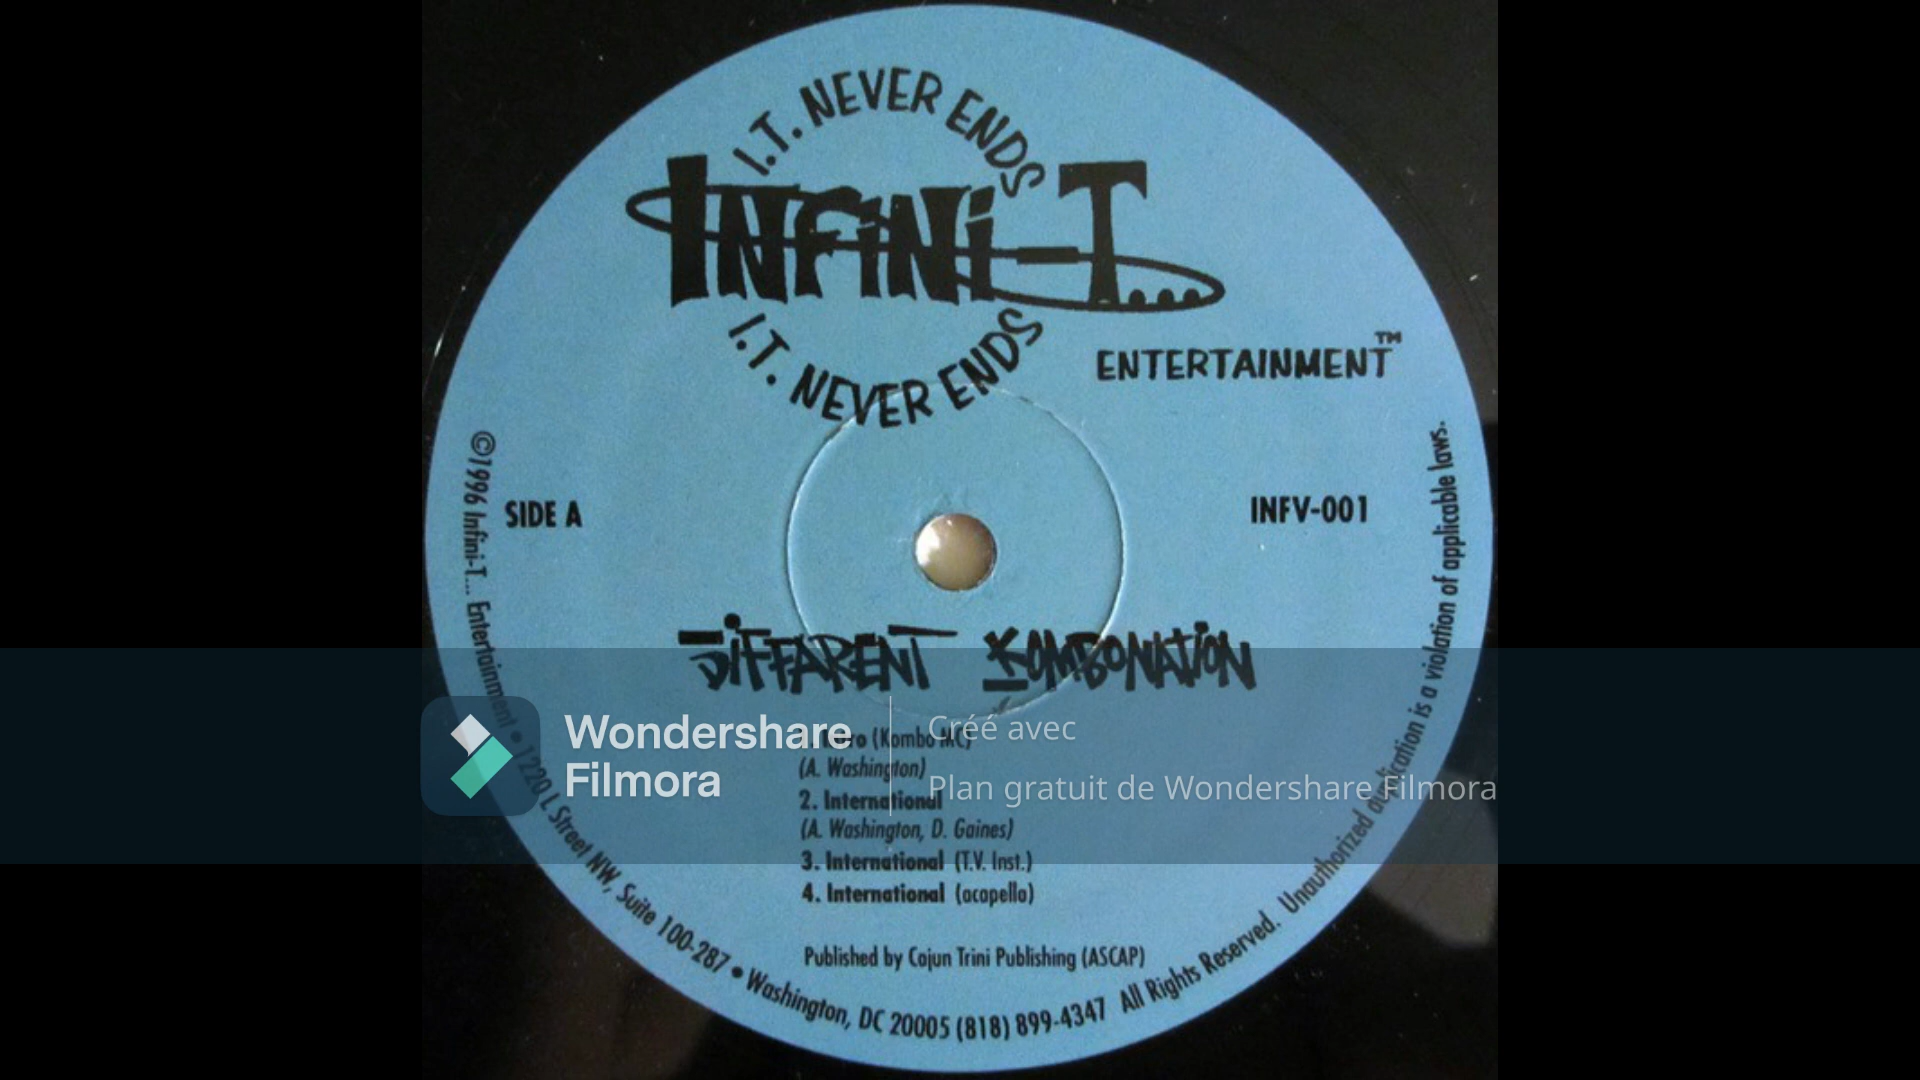 I.T. NEVER ENDS
INFiNi-T...
I.T. NEVER ENDS
ENTERTAINMENT™
SIDE A
INFV-001
DIFFARENT KOMBONATION
(Kombo MC)
(A. Washington)
2. International
(A. Washington, D. Gaines)
3. International (T.V. Inst.)
4. International (acapella)
Published by Cajun Trini Publishing (ASCAP)
©1996 Infini-T... Entertainment • 1220 L Street NW, Suite 100-287 • Washington, DC 20005 (818) 899-4347 All Rights Reserved. Unauthorized duplication is a violation of applicable laws.
Wondershare
Filmora
Créé avec
Plan gratuit de Wondershare Filmora